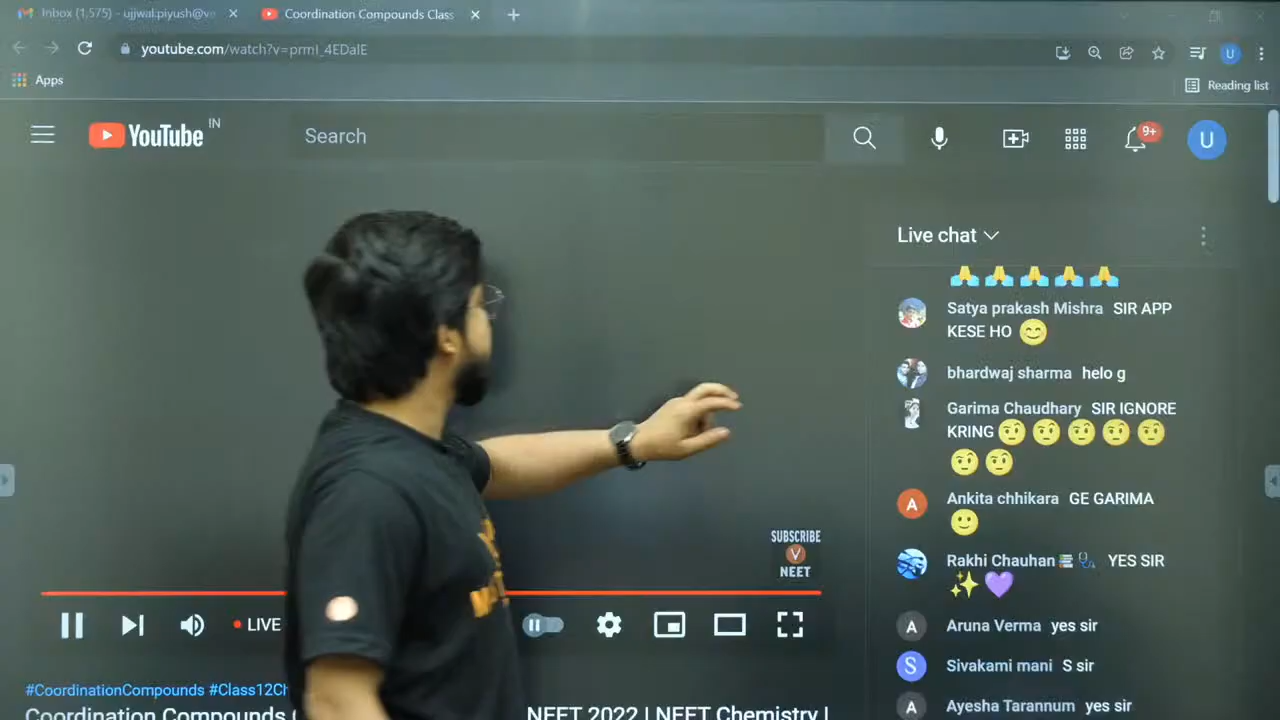 Inbox (1,575) - ujjwal.piyush@ve
Coordination Compounds Class
youtube.com/watch?v=prmI_4EDalE
Apps
Reading list
YouTube IN
Search
9+
U
Live chat
Satya prakash Mishra SIR APP
KESE HO
bhardwaj sharma helo g
Garima Chaudhary SIR IGNORE
KRING
A Ankita chhikara GE GARIMA
Rakhi Chauhan YES SIR
A Aruna Verma yes sir
S Sivakami mani S sir
A Ayesha Tarannum yes sir
SUBSCRIBE
V
NEET
LIVE
#CoordinationCompounds #Class12Ch
Coordination Compounds
NEET 2022 | NEET Chemistry |